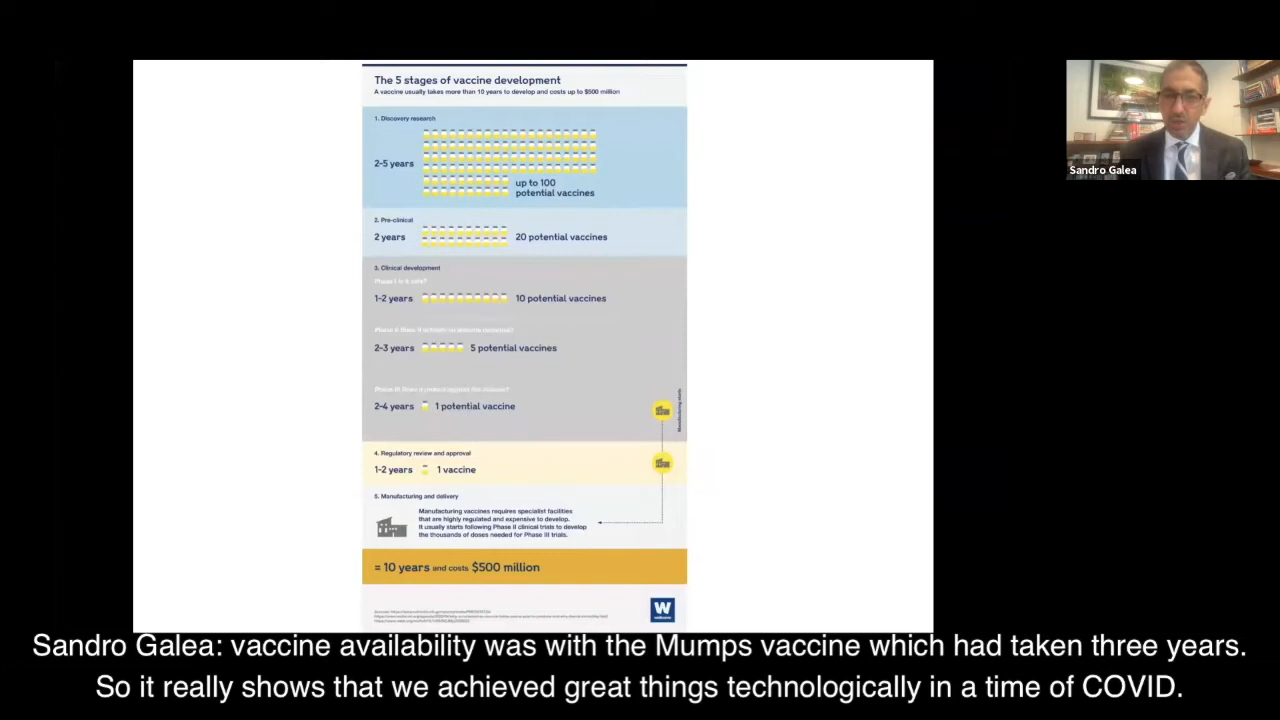 The 5 stages of vaccine development
A vaccine usually takes more than 10 years to develop and costs up to $500 million
1. Discovery research
2-5 years
up to 100
potential vaccines
2. Pre-clinical
2 years
20 potential vaccines
3. Clinical development
Phase I Is it safe?
1-2 years
10 potential vaccines
2-3 years
5 potential vaccines
2-4 years
1 potential vaccine
Manufacturing starts
4. Regulatory review and approval
1-2 years
1 vaccine
5. Manufacturing and delivery
Manufacturing vaccines requires specialist facilities
that are highly regulated and expensive to develop.
It usually starts following Phase II clinical trials to develop
the thousands of doses needed for Phase III trials.
= 10 years and costs $500 million
W
wellcome
Sandro Galea
Sandro Galea: vaccine availability was with the Mumps vaccine which had taken three years.
So it really shows that we achieved great things technologically in a time of COVID.